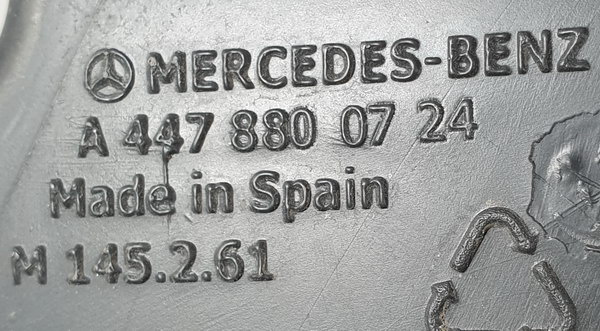 MERCEDES-BENZ
A 447 880 07 24
Made in Spain
M 145.2.61